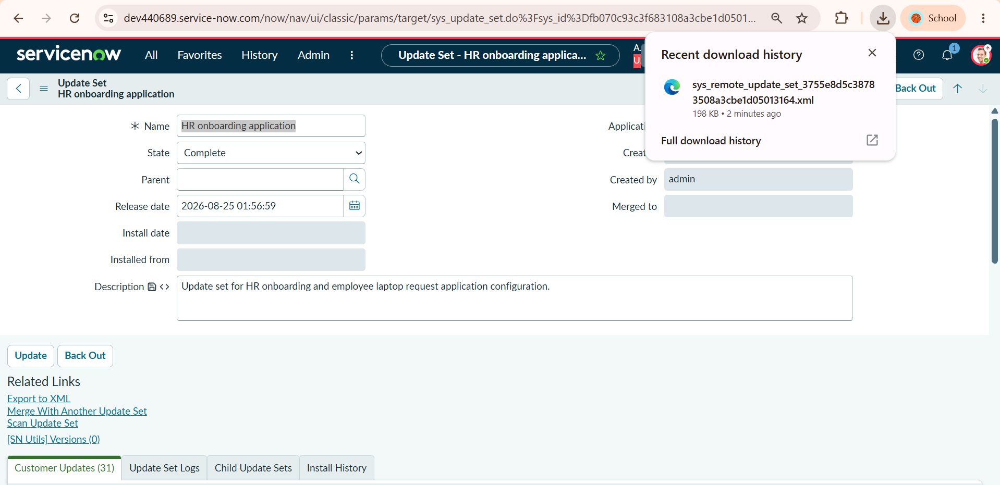 dev440689.service-now.com/now/nav/ui/classic/params/target/sys_update_set.do%3Fsys_id%3Dfb070c93c3f683108a3cbe1d0501...
School
servicenow
All
Favorites
History
Admin
Update Set - HR onboarding applica...
A.
U
1
Recent download history
sys_remote_update_set_3755e8d5c3878
3508a3cbe1d05013164.xml
198 KB • 2 minutes ago
Full download history
Update Set
HR onboarding application
Back Out
Name
HR onboarding application
Applicati
State
Complete
Creat
Parent
Created by
admin
Release date
2026-08-25 01:56:59
Merged to
Install date
Installed from
Description
Update set for HR onboarding and employee laptop request application configuration.
Update
Back Out
Related Links
Export to XML
Merge With Another Update Set
Scan Update Set
[SN Utils] Versions (0)
Customer Updates (31)
Update Set Logs
Child Update Sets
Install History